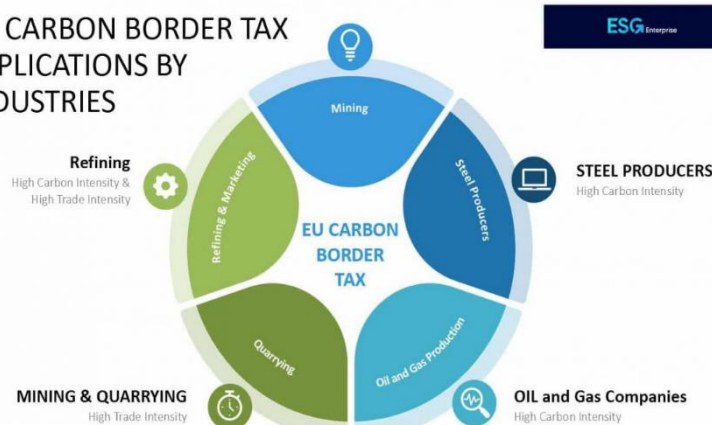 CARBON BORDER TAX
PLICATIONS BY
DUSTRIES
ESG Enterprise
Mining
Refining
High Carbon Intensity &
High Trade Intensity
Refining & Marketing
Steel Producers
STEEL PRODUCERS
High Carbon Intensity
EU CARBON
BORDER
TAX
Quarrying
Oil and Gas Production
MINING & QUARRYING
High Trade Intensity
OIL and Gas Companies
High Carbon Intensity